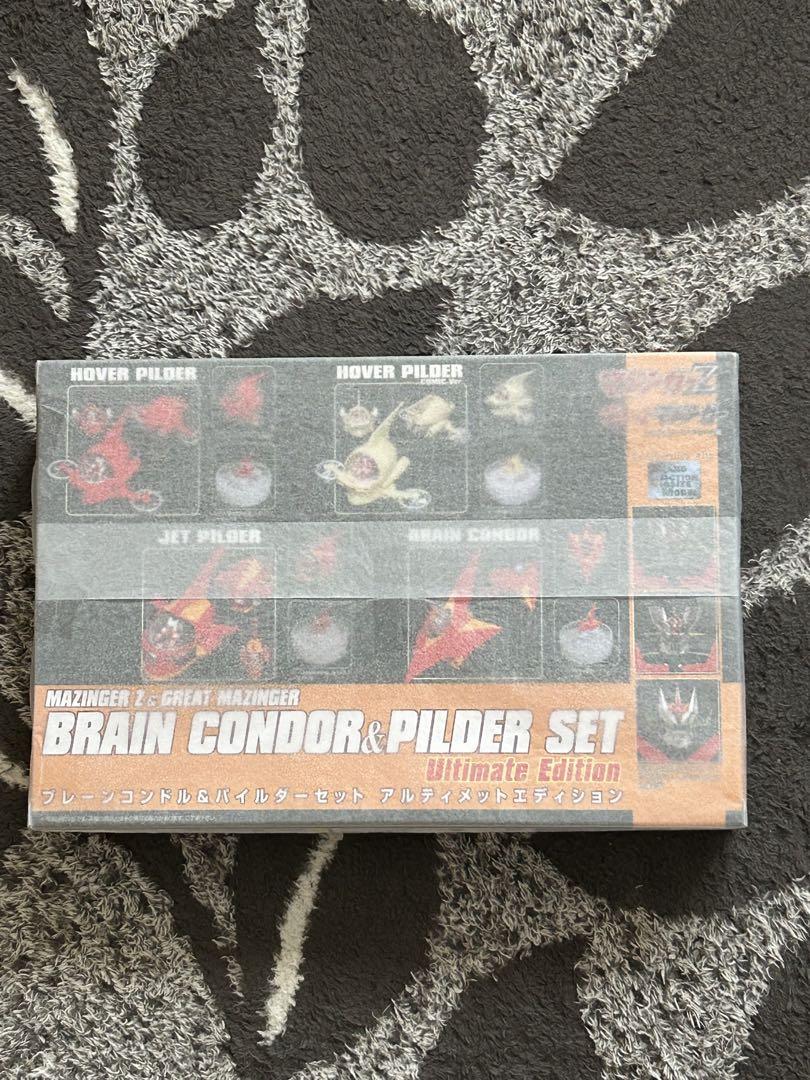 HOVER PILDER
HOVER PILDER
COMIC.Ver
JET PILDER
BRAIN CONDOR
MAZINGER Z & GREAT MAZINGER
BRAIN CONDOR & PILDER SET
Ultimate Edition
ブレーンコンドル&パイルダーセット アルティメットエディション